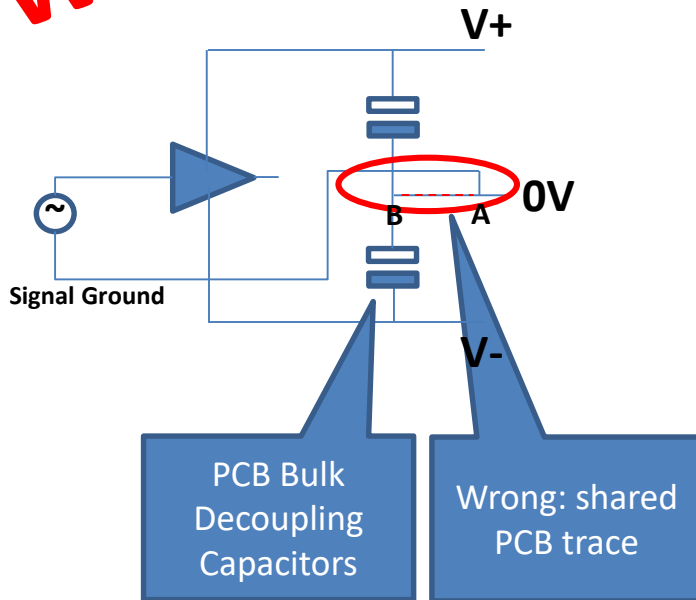 V+
~
0V
B A
Signal Ground
V-
PCB Bulk
Decoupling
Capacitors
Wrong: shared
PCB trace